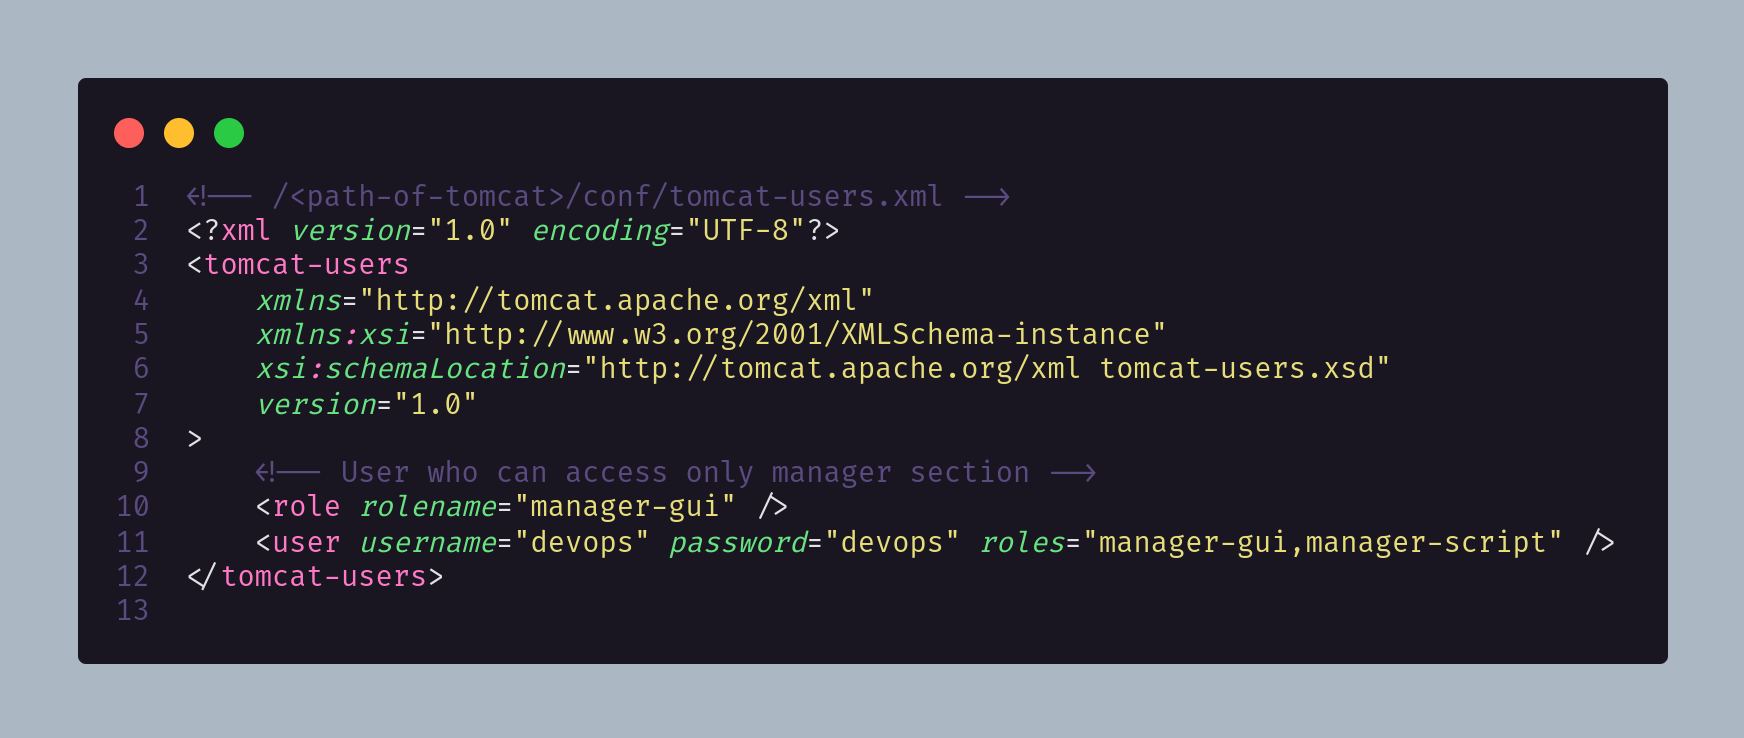 1 <!-- /<path-of-tomcat>/conf/tomcat-users.xml -->
2 <?xml version="1.0" encoding="UTF-8"?>
3 <tomcat-users
4     xmlns="http://tomcat.apache.org/xml"
5     xmlns:xsi="http://www.w3.org/2001/XMLSchema-instance"
6     xsi:schemaLocation="http://tomcat.apache.org/xml tomcat-users.xsd"
7     version="1.0"
8 >
9     <!-- User who can access only manager section -->
10     <role rolename="manager-gui" />
11     <user username="devops" password="devops" roles="manager-gui,manager-script" />
12 </tomcat-users>
13